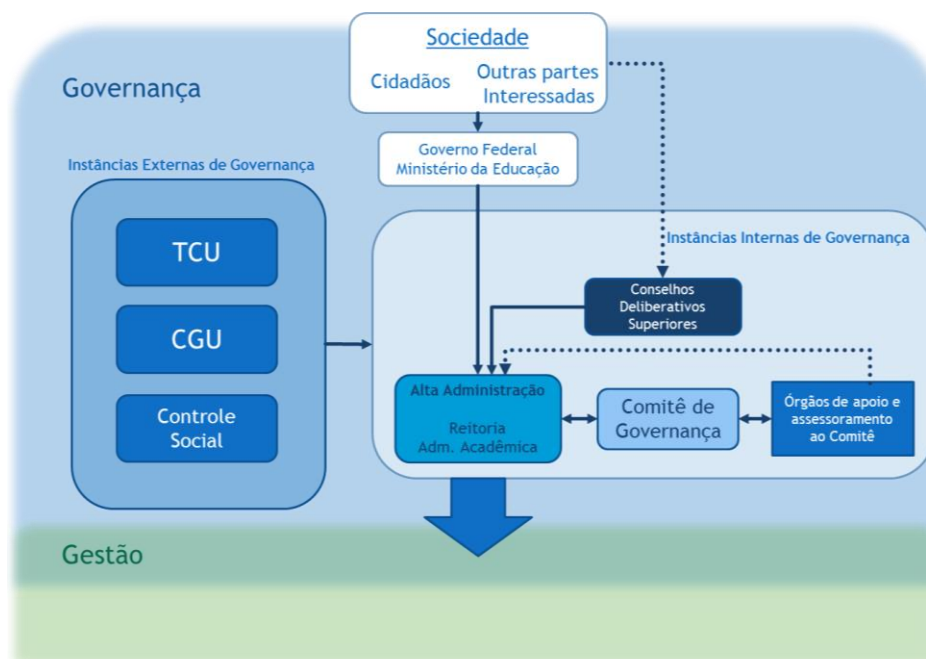 Sociedade
Cidadãos
Outras partes
Interessadas
Governança
Governo Federal
Ministério da Educação
Instâncias Externas de Governança
TCU
CGU
Controle
Social
Instâncias Internas de Governança
Conselhos
Deliberativos
Superiores
Alta Administração
Reitoria
Adm. Acadêmica
Comitê de
Governança
Órgãos de apoio e
assessoramento
ao Comitê
Gestão